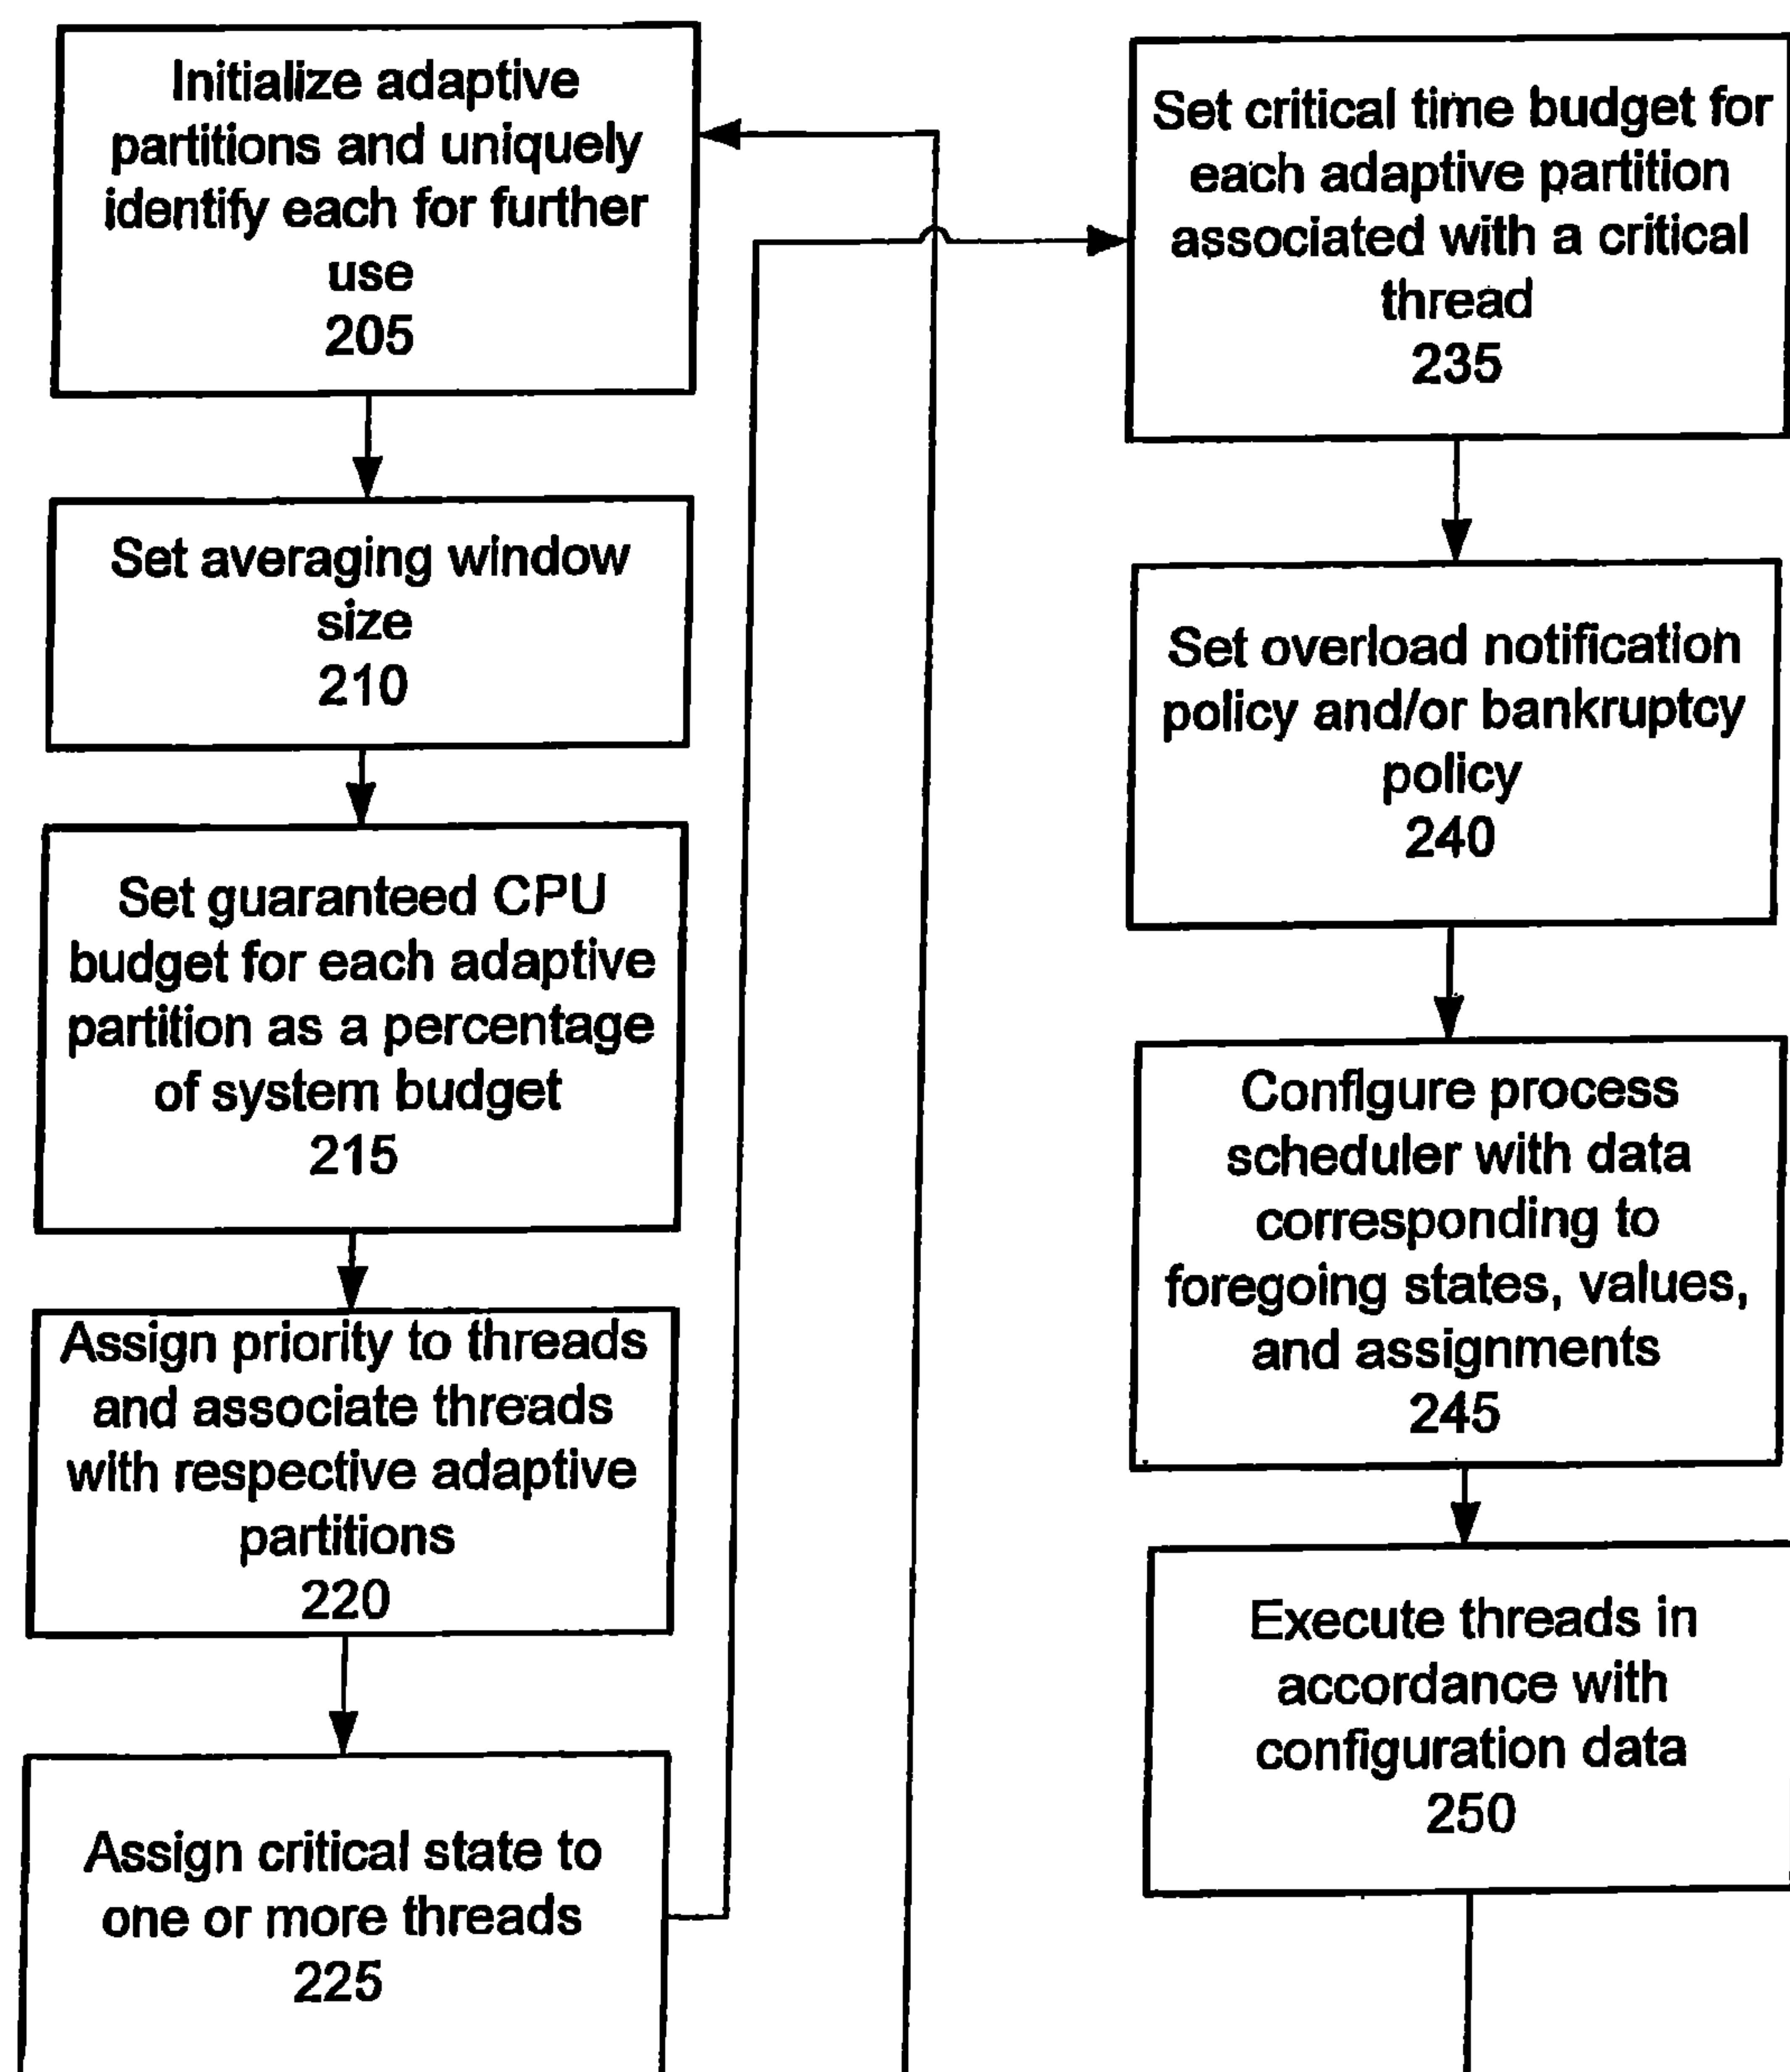 Initialize adaptive
partitions and uniquely
identify each for further
use
205
Set averaging window
size
210
Set guaranteed CPU
budget for each adaptive
partition as a percentage
of system budget
215
Assign priority to threads
and associate threads
with respective adaptive
partitions
220
Assign critical state to
one or more threads
225
Set critical time budget for
each adaptive partition
associated with a critical
thread
235
Set overload notification
policy and/or bankruptcy
policy
240
Configure process
scheduler with data
corresponding to
foregoing states, values,
and assignments
245
Execute threads in
accordance with
configuration data
250